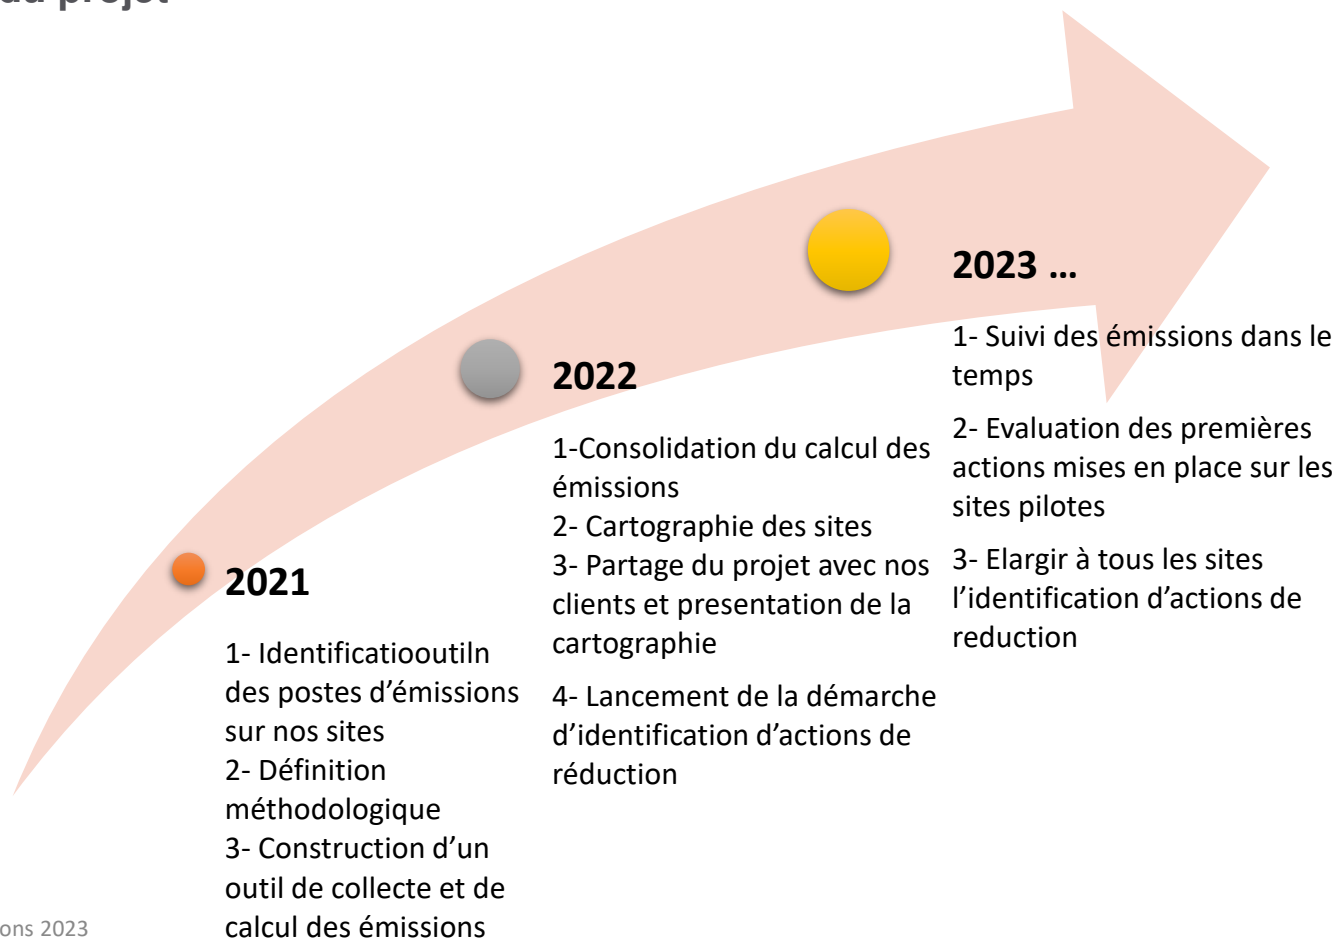 du projet
2021
1- Identificatiooutiln
des postes d’émissions
sur nos sites
2- Définition
méthodologique
3- Construction d’un
outil de collecte et de
calcul des émissions
2022
1-Consolidation du calcul des
émissions
2- Cartographie des sites
3- Partage du projet avec nos
clients et presentation de la
cartographie
4- Lancement de la démarche
d’identification d’actions de
réduction
2023 ...
1- Suivi des émissions dans le
temps
2- Evaluation des premières
actions mises en place sur les
sites pilotes
3- Elargir à tous les sites
l’identification d’actions de
reduction
ons 2023